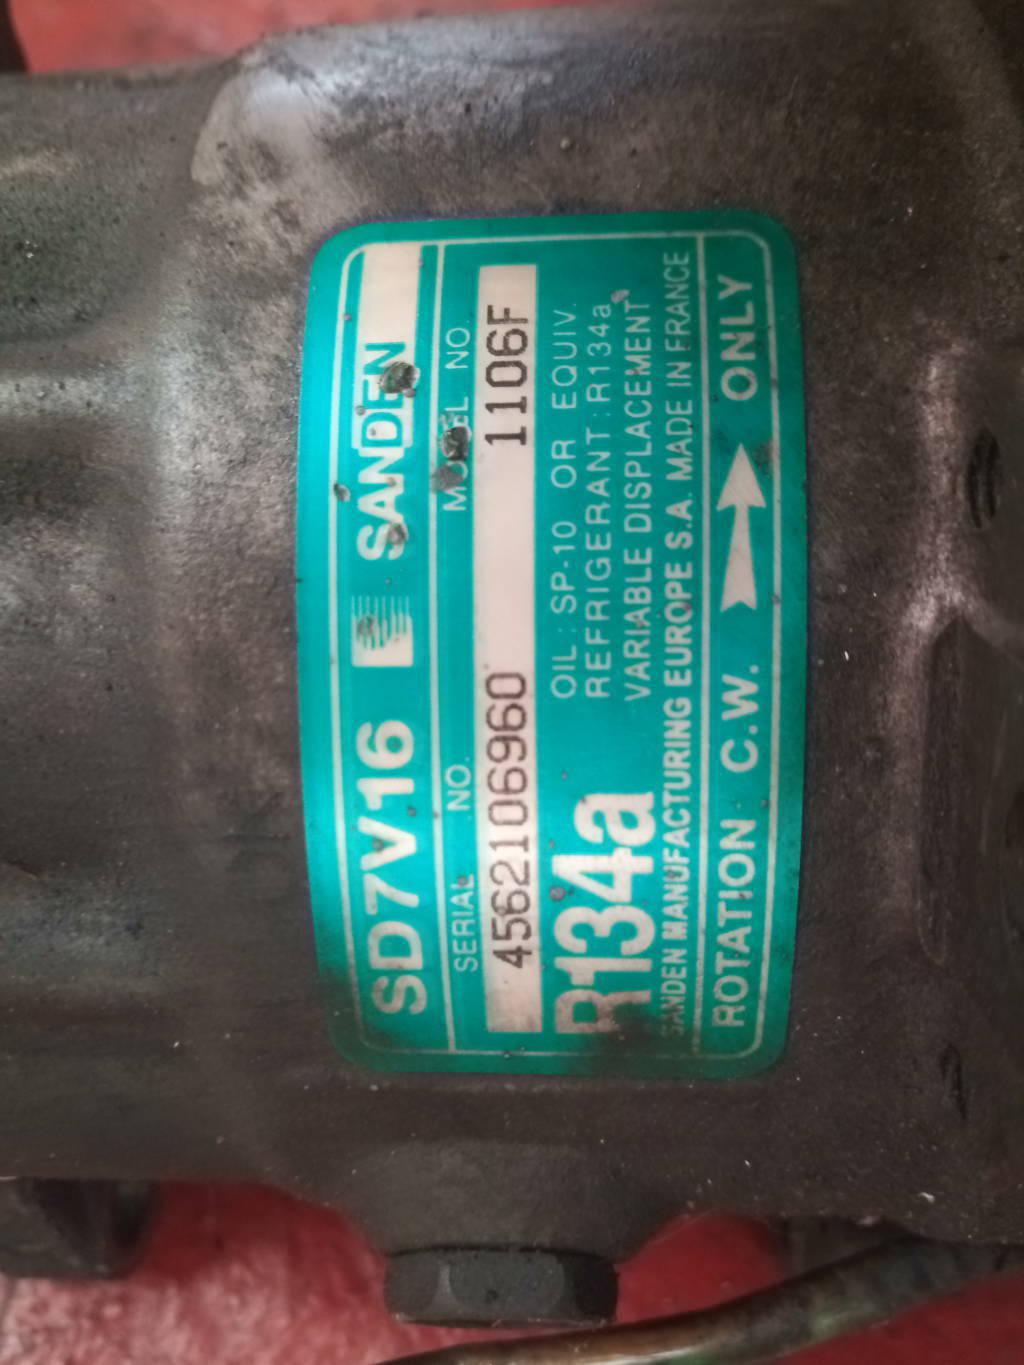 SD7V16 SANDEN
SERIAL NO. MODEL NO.
4562106960 1106F
R134a
OIL : SP-10 OR EQUIV.
REFRIGERANT : R134a
VARIABLE DISPLACEMENT
SANDEN MANUFACTURING EUROPE S.A. MADE IN FRANCE
ROTATION C.W. ONLY